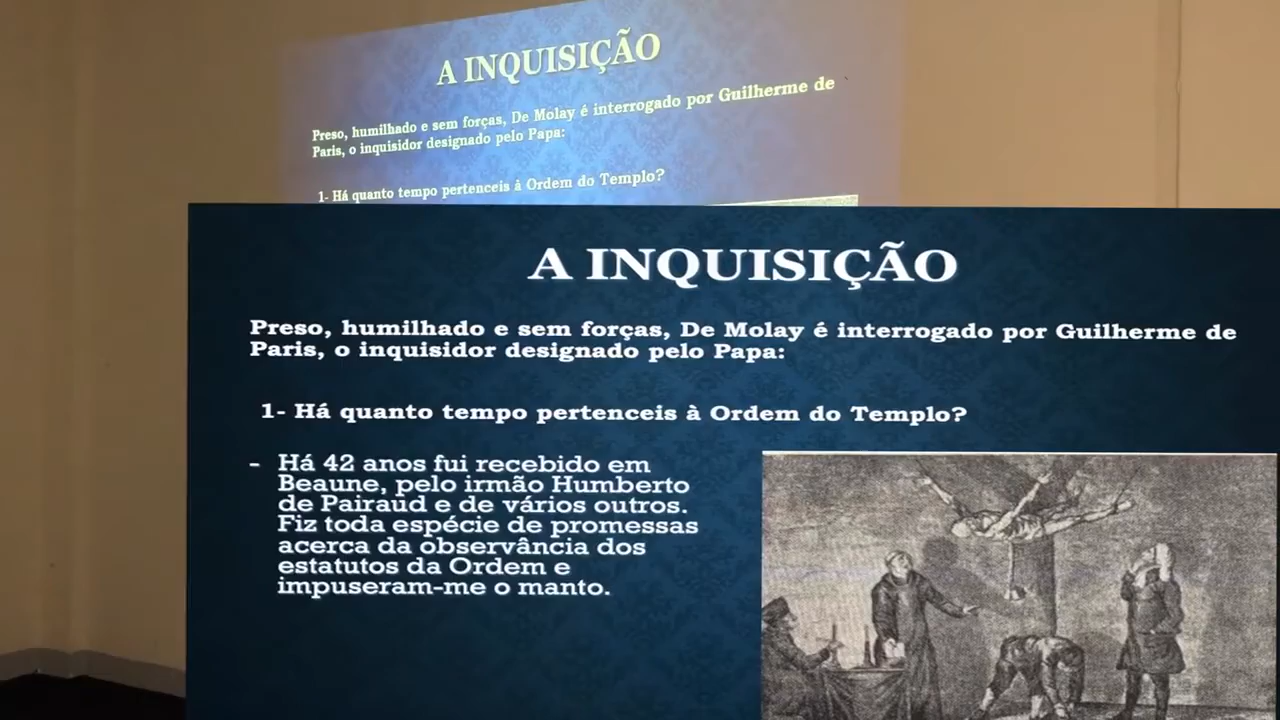 A INQUISIÇÃO
Preso, humilhado e sem forças, De Molay é interrogado por Guilherme de
Paris, o inquisidor designado pelo Papa:
1- Há quanto tempo pertenceis à Ordem do Templo?
A INQUISIÇÃO
Preso, humilhado e sem forças, De Molay é interrogado por Guilherme de
Paris, o inquisidor designado pelo Papa:
1- Há quanto tempo pertenceis à Ordem do Templo?
- Há 42 anos fui recebido em
Beaune, pelo irmão Humberto
de Pairaud e de vários outros.
Fiz toda espécie de promessas
acerca da observância dos
estatutos da Ordem e
impuseram-me o manto.